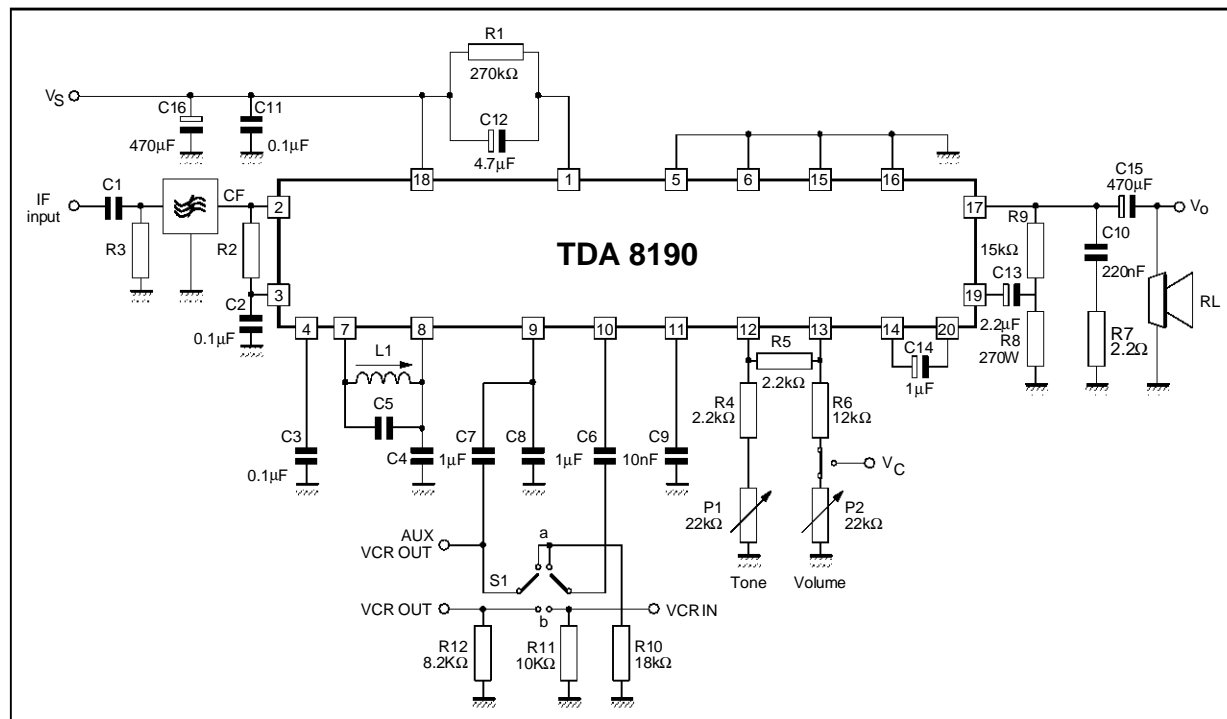 R1
270kΩ
VS
C16
C11
C12
470µF
0.1µF
4.7µF
18
1
5
6
15
16
C15
470µF
C1
CF
IF
input
2
17
VO
R9
C10
R3
R2
TDA 8190
15kΩ
C13
220nF
3
19
RL
C2
4
7
8
9
10
11
12
13
14
20
2.2µF
R7
0.1µF
L1
R5
C14
R8
2.2Ω
270W
2.2kΩ
1µF
C5
R4
R6
2.2kΩ
12kΩ
C3
C7
C8
C6
C9
C4
1µF
1µF
10nF
0.1µF
VC
P1
P2
22kΩ
22kΩ
AUX
VCR OUT
a
S1
Tone
Volume
VCR OUT
VCR IN
b
R12
R11
R10
8.2KΩ
10KΩ
18kΩ